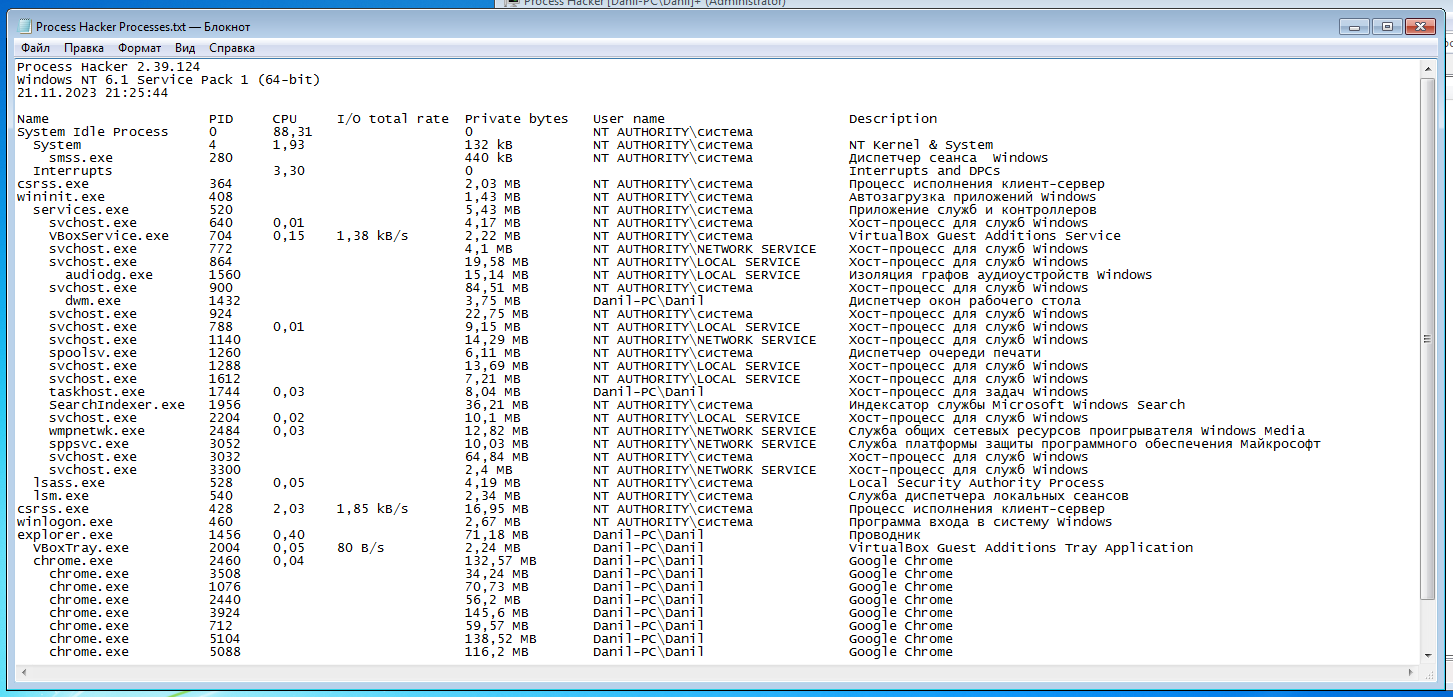 Process Hacker [Danil-PC\Danil]+ (Administrator)
Process Hacker Processes.txt — Блокнот
Файл Правка Формат Вид Справка
Process Hacker 2.39.124
Windows NT 6.1 Service Pack 1 (64-bit)
21.11.2023 21:25:44
Name PID CPU I/O total rate Private bytes User name Description
System Idle Process 0 88,31 0 NT AUTHORITY\система
System 4 1,93 132 kB NT AUTHORITY\система NT Kernel & System
smss.exe 280 440 kB NT AUTHORITY\система Диспетчер сеанса Windows
Interrupts 3,30 0 Interrupts and DPCs
csrss.exe 364 2,03 MB NT AUTHORITY\система Процесс исполнения клиент-сервер
wininit.exe 408 1,43 MB NT AUTHORITY\система Автозагрузка приложений Windows
services.exe 520 5,43 MB NT AUTHORITY\система Приложение служб и контроллеров
svchost.exe 640 0,01 4,17 MB NT AUTHORITY\система Хост-процесс для служб Windows
VBoxService.exe 704 0,15 1,38 kB/s 2,22 MB NT AUTHORITY\система VirtualBox Guest Additions Service
svchost.exe 772 4,1 MB NT AUTHORITY\NETWORK SERVICE Хост-процесс для служб Windows
svchost.exe 864 19,58 MB NT AUTHORITY\LOCAL SERVICE Хост-процесс для служб Windows
audiodg.exe 1560 15,14 MB NT AUTHORITY\LOCAL SERVICE Изоляция графов аудиоустройств Windows
svchost.exe 900 84,51 MB NT AUTHORITY\система Хост-процесс для служб Windows
dwm.exe 1432 3,75 MB Danil-PC\Danil Диспетчер окон рабочего стола
svchost.exe 924 22,75 MB NT AUTHORITY\система Хост-процесс для служб Windows
svchost.exe 788 0,01 9,15 MB NT AUTHORITY\LOCAL SERVICE Хост-процесс для служб Windows
svchost.exe 1140 14,29 MB NT AUTHORITY\NETWORK SERVICE Хост-процесс для служб Windows
spoolsv.exe 1260 6,11 MB NT AUTHORITY\система Диспетчер очереди печати
svchost.exe 1288 13,69 MB NT AUTHORITY\LOCAL SERVICE Хост-процесс для служб Windows
svchost.exe 1612 7,21 MB NT AUTHORITY\LOCAL SERVICE Хост-процесс для служб Windows
taskhost.exe 1744 0,03 8,04 MB Danil-PC\Danil Хост-процесс для задач Windows
SearchIndexer.exe 1956 36,21 MB NT AUTHORITY\система Индексатор службы Microsoft Windows Search
svchost.exe 2204 0,02 10,1 MB NT AUTHORITY\LOCAL SERVICE Хост-процесс для служб Windows
wmpnetwk.exe 2484 0,03 12,82 MB NT AUTHORITY\NETWORK SERVICE Служба общих сетевых ресурсов проигрывателя Windows Media
sppsvc.exe 3052 10,03 MB NT AUTHORITY\NETWORK SERVICE Служба платформы защиты программного обеспечения Майкрософт
svchost.exe 3032 64,84 MB NT AUTHORITY\система Хост-процесс для служб Windows
svchost.exe 3300 2,4 MB NT AUTHORITY\NETWORK SERVICE Хост-процесс для служб Windows
lsass.exe 528 0,05 4,19 MB NT AUTHORITY\система Local Security Authority Process
lsm.exe 540 2,34 MB NT AUTHORITY\система Служба диспетчера локальных сеансов
csrss.exe 428 2,03 1,85 kB/s 16,95 MB NT AUTHORITY\система Процесс исполнения клиент-сервер
winlogon.exe 460 2,67 MB NT AUTHORITY\система Программа входа в систему Windows
explorer.exe 1456 0,40 71,18 MB Danil-PC\Danil Проводник
VBoxTray.exe 2004 0,05 80 B/s 2,24 MB Danil-PC\Danil VirtualBox Guest Additions Tray Application
chrome.exe 2460 0,04 132,57 MB Danil-PC\Danil Google Chrome
chrome.exe 3508 34,24 MB Danil-PC\Danil Google Chrome
chrome.exe 1076 70,73 MB Danil-PC\Danil Google Chrome
chrome.exe 2440 56,2 MB Danil-PC\Danil Google Chrome
chrome.exe 3924 145,6 MB Danil-PC\Danil Google Chrome
chrome.exe 712 59,57 MB Danil-PC\Danil Google Chrome
chrome.exe 5104 138,52 MB Danil-PC\Danil Google Chrome
chrome.exe 5088 116,2 MB Danil-PC\Danil Google Chrome